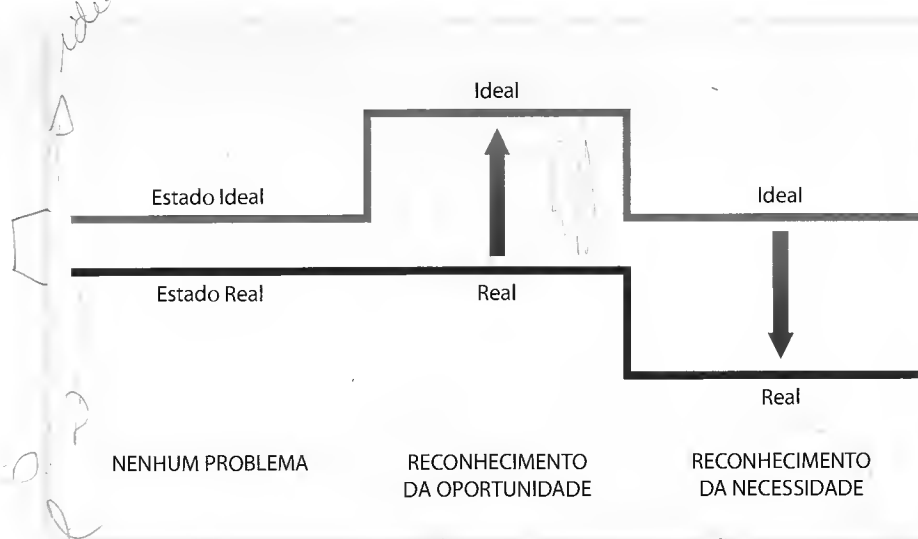 Ideal
Estado Ideal
Ideal
Estado Real
Real
Real
NENHUM PROBLEMA
RECONHECIMENTO
DA OPORTUNIDADE
RECONHECIMENTO
DA NECESSIDADE